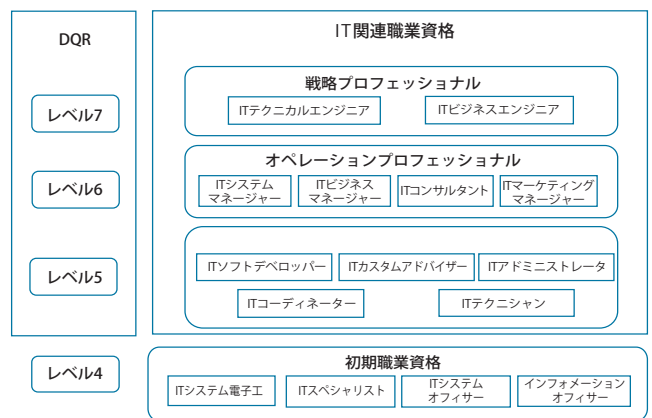 DQR
IT関連職業資格
レベル7
戦略プロフェッショナル
ITテクニカルエンジニア
ITビジネスエンジニア
レベル6
オペレーションプロフェッショナル
ITシステム
マネージャー
ITビジネス
マネージャー
ITコンサルタント
ITマーケティング
マネージャー
レベル5
ITソフトデベロッパー
ITカスタムアドバイザー
ITアドミニストレータ
ITコーディネーター
ITテクニシャン
レベル4
初期職業資格
ITシステム電子工
ITスペシャリスト
ITシステム
オフィサー
インフォメーション
オフィサー